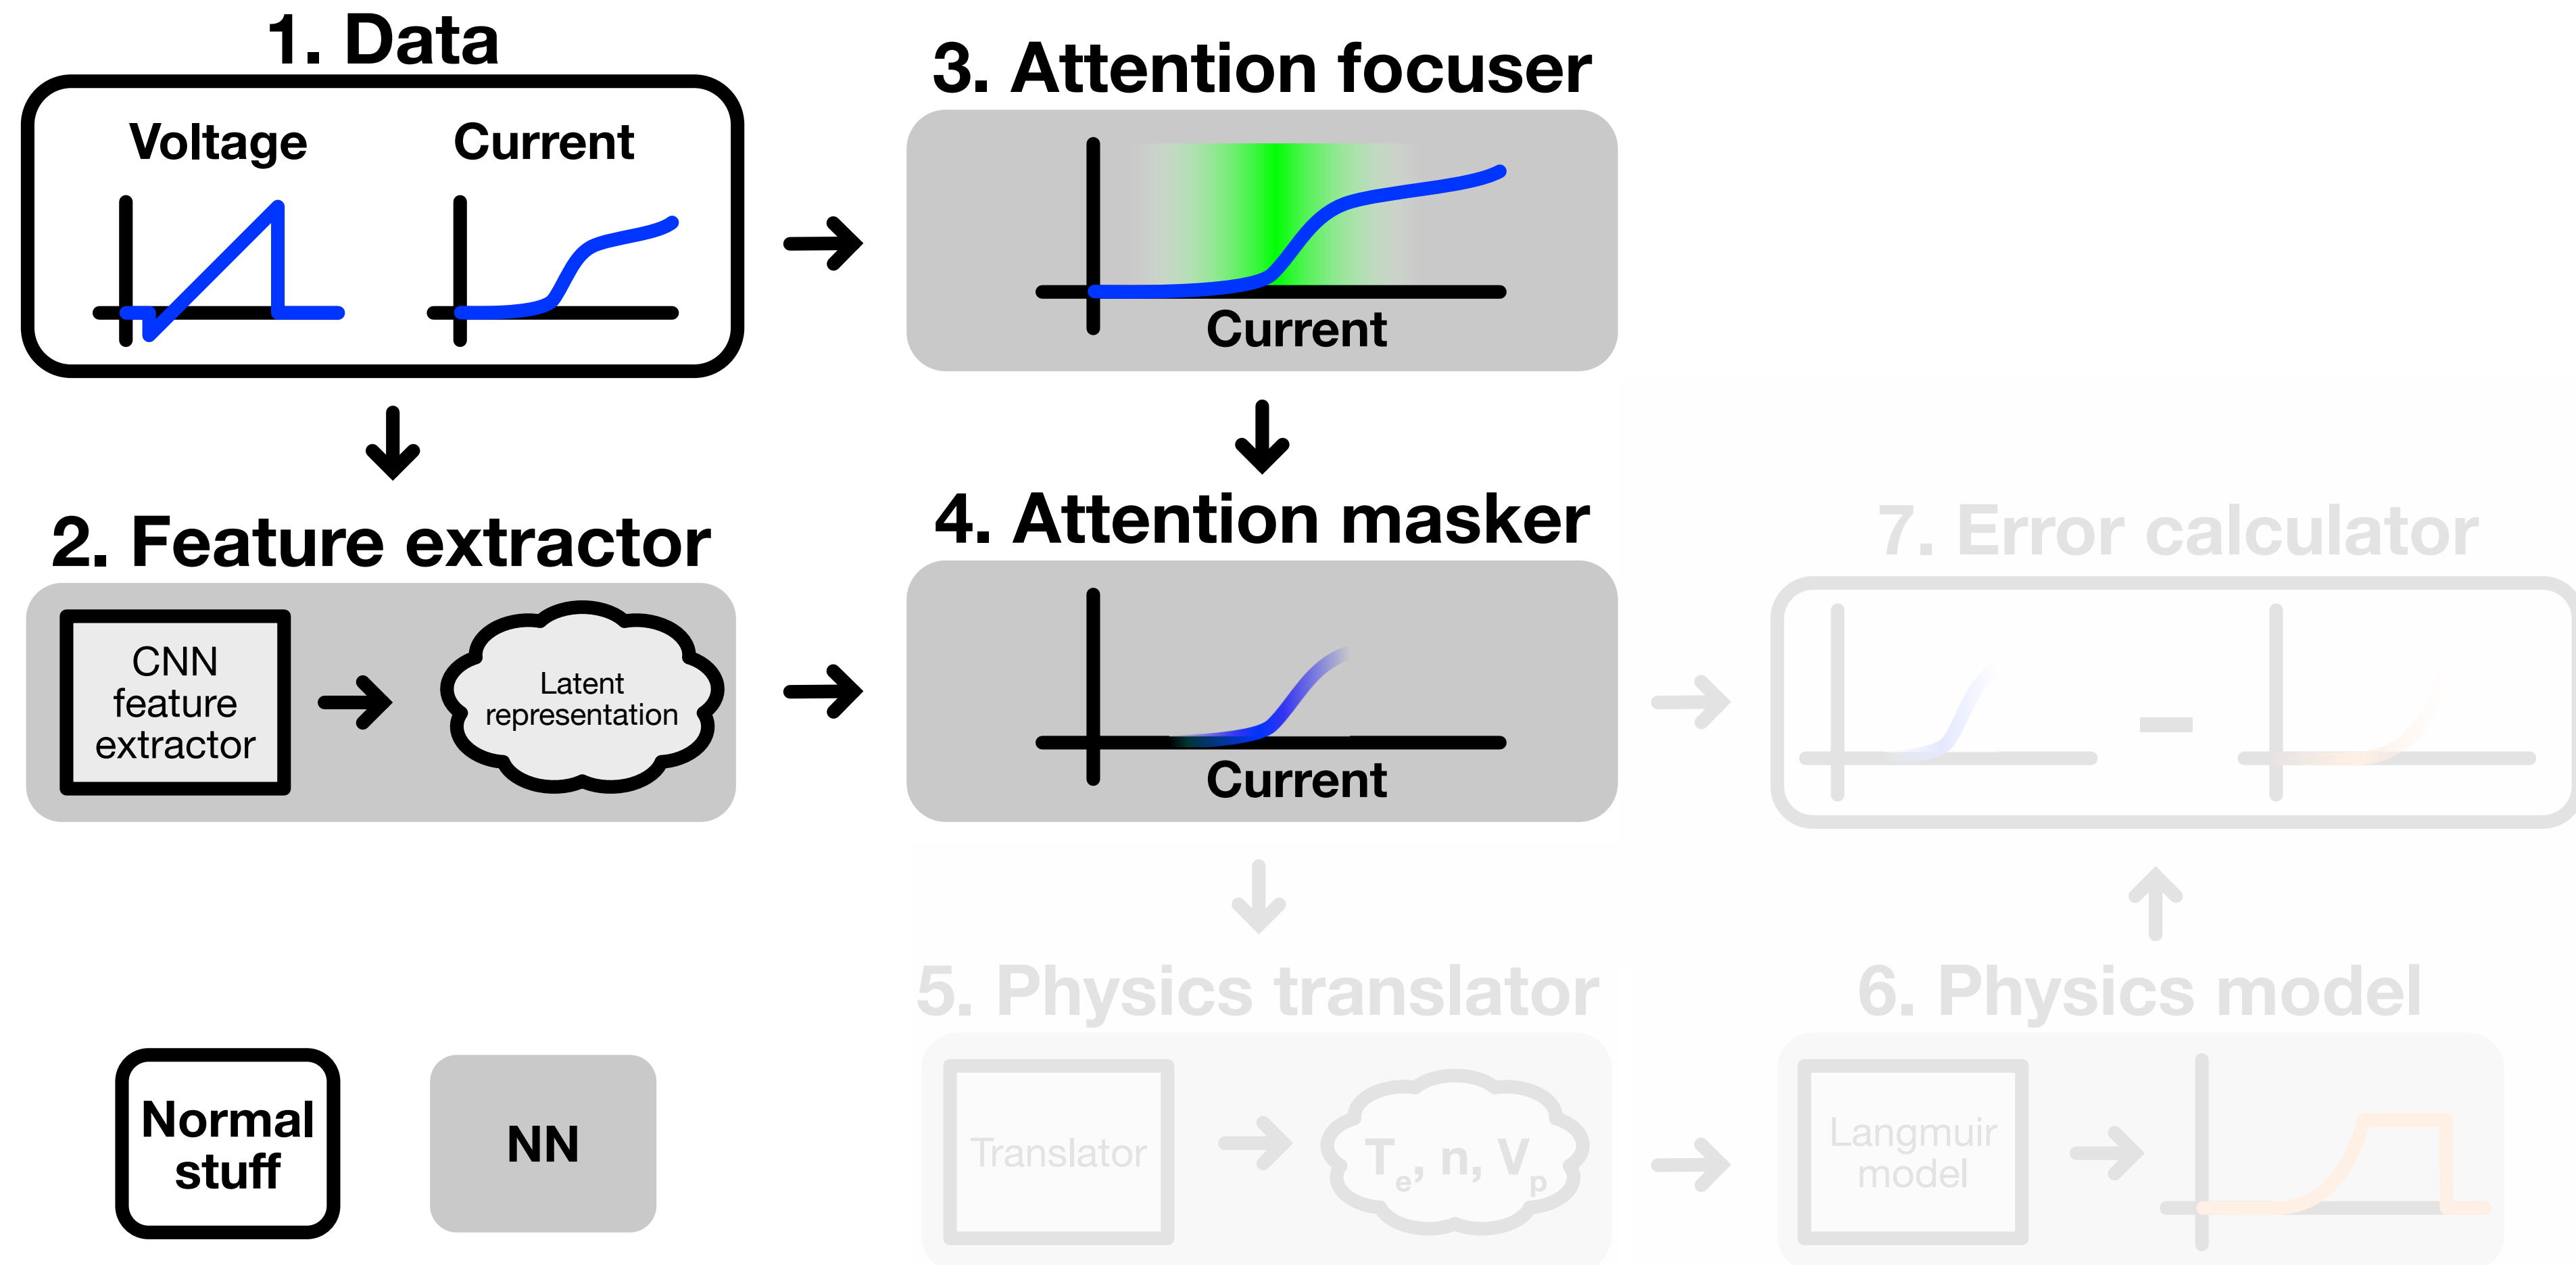 1. Data
Voltage
Current
3. Attention focuser
Current
2. Feature extractor
CNN
feature
extractor
Latent
representation
4. Attention masker
Current
7. Error calculator
5. Physics translator
Translator
Te, n, Vp
6. Physics model
Langmuir
model
Normal
stuff
NN